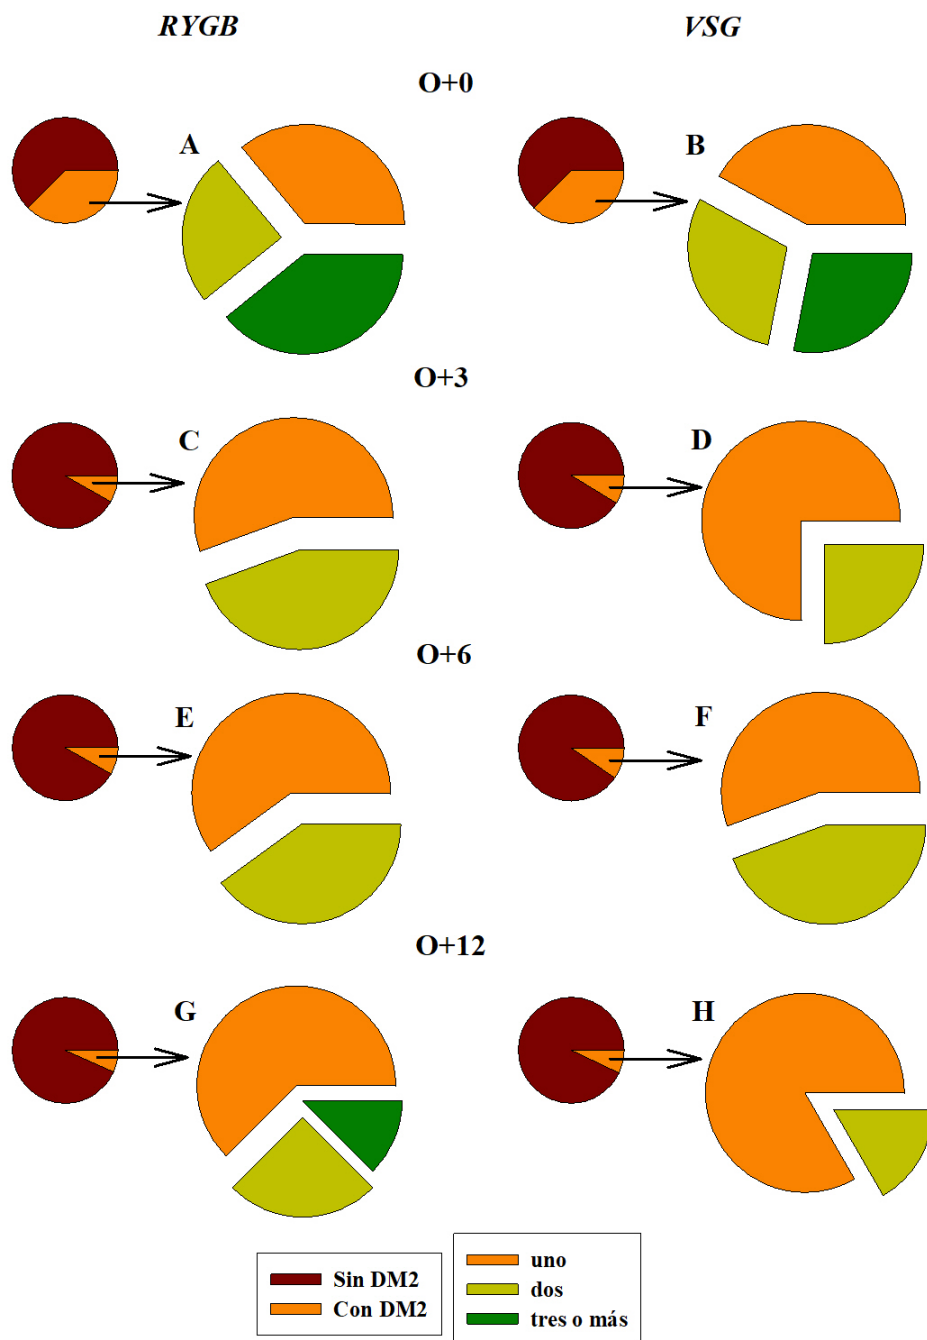 RYGB VSG
O+0
A B
O+3
C D
O+6
E F
O+12
G H
Sin DM2
Con DM2
uno
dos
tres o más